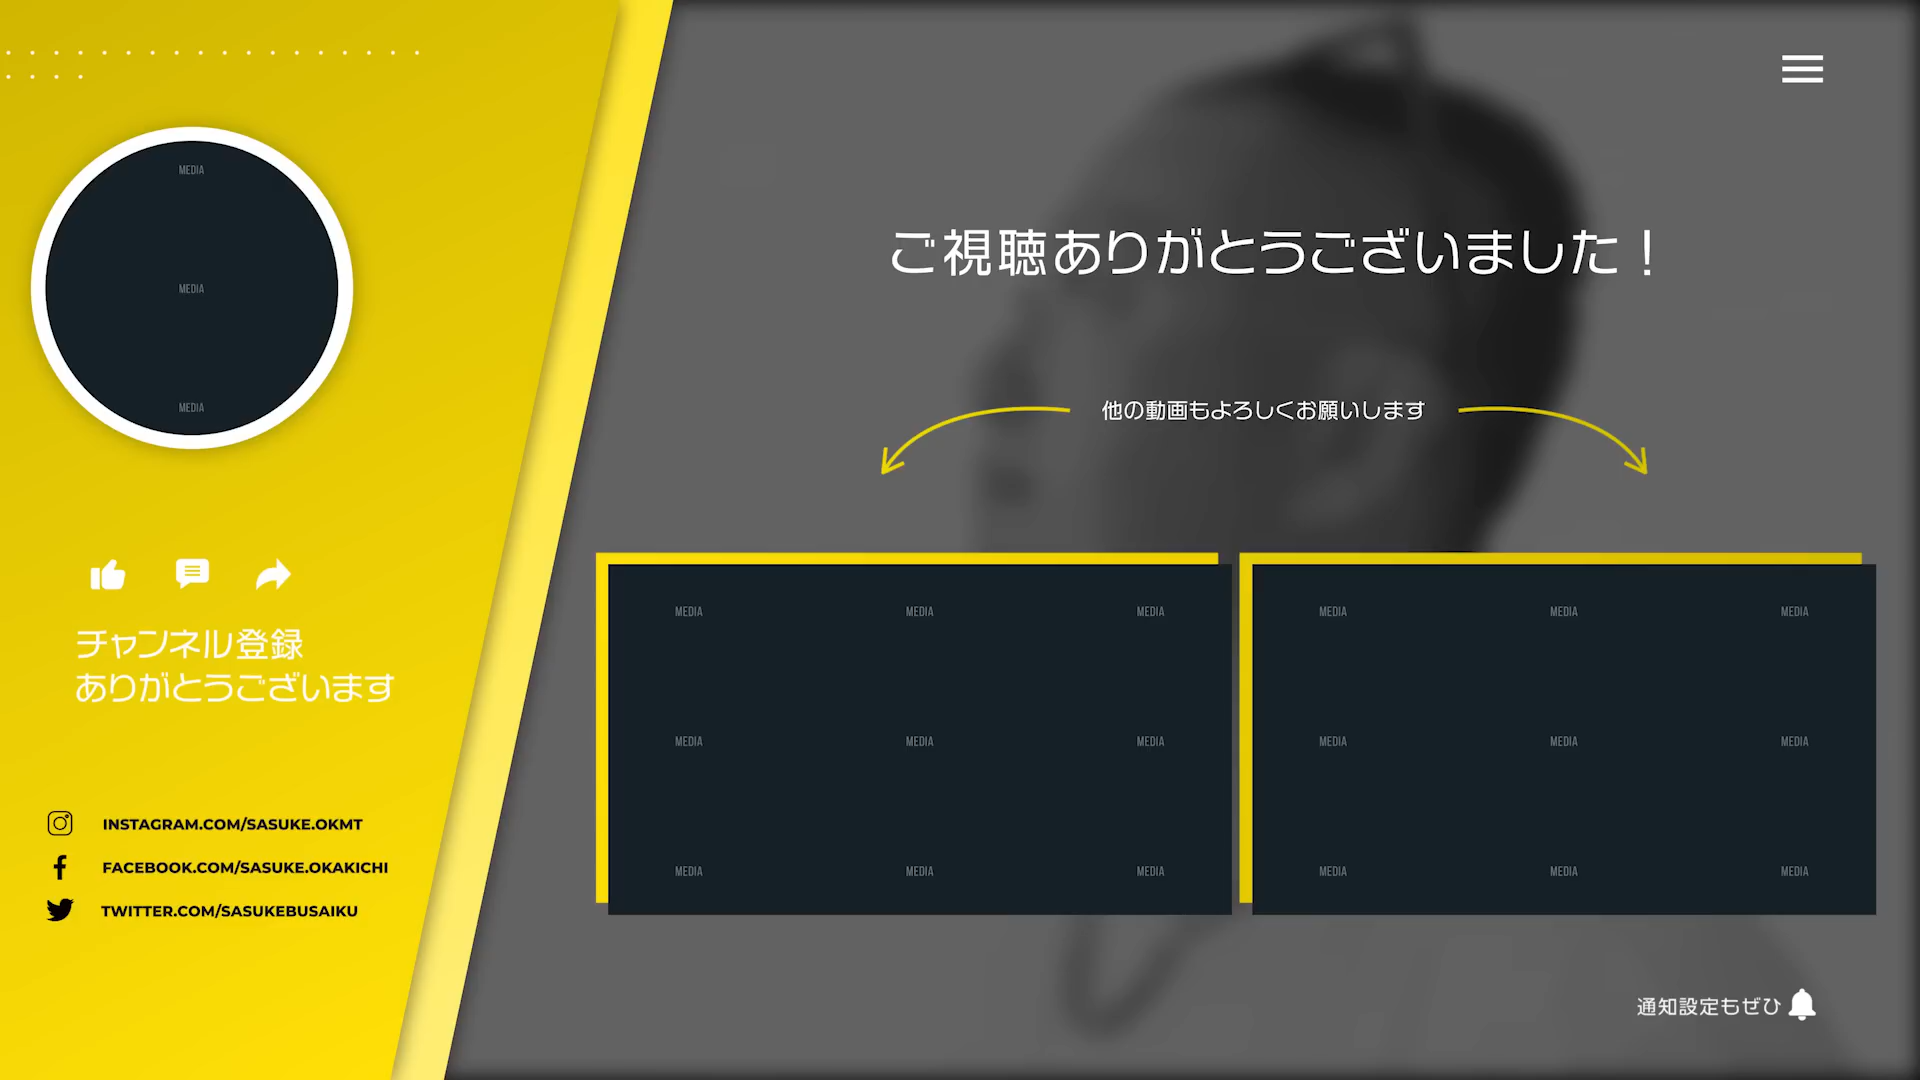 MEDIA
MEDIA
MEDIA
チャンネル登録
ありがとうございます
INSTAGRAM.COM/SASUKE.OKMT
FACEBOOK.COM/SASUKE.OKAKICHI
TWITTER.COM/SASUKEBUSAIKU
ご視聴ありがとうございました！
他の動画もよろしくお願いします
MEDIA MEDIA MEDIA
MEDIA MEDIA MEDIA
MEDIA MEDIA MEDIA
MEDIA MEDIA MEDIA
MEDIA MEDIA MEDIA
MEDIA MEDIA MEDIA
通知設定もぜひ